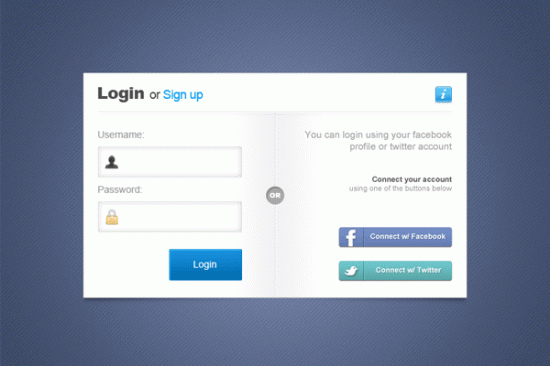 Login or Sign up
i
Username:
Password:
Login
OR
You can login using your facebook
profile or twitter account
Connect your account
using one of the buttons below
f
Connect w/ Facebook
Connect w/ Twitter